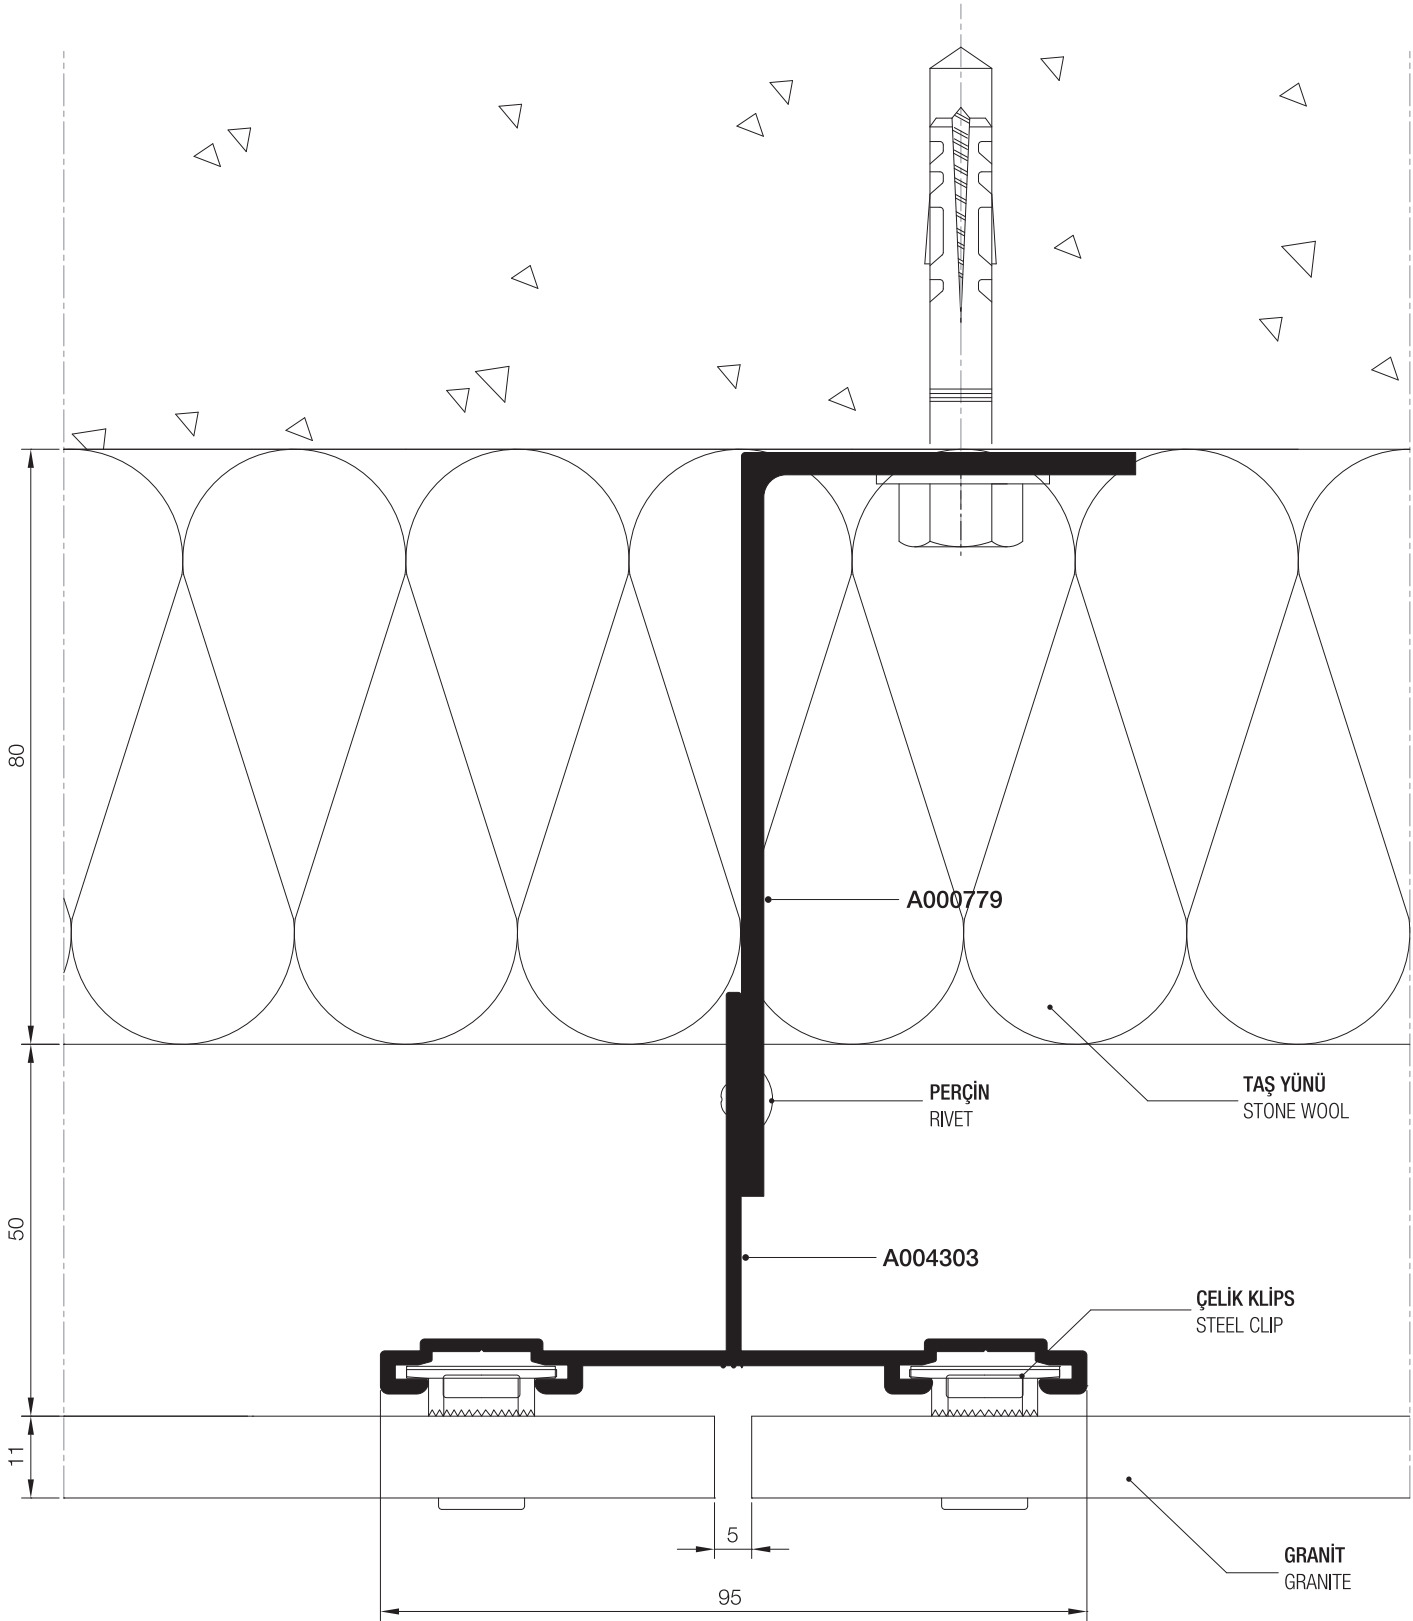 80
A000779
PERÇİN
RIVET
TAŞ YÜNÜ
STONE WOOL
50
A004303
ÇELİK KLİPS
STEEL CLIP
11
5
GRANİT
GRANITE
95